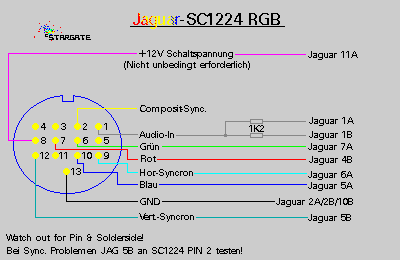 STARGATE
Jaguar-SC1224 RGB
+12V Schaltspannung Jaguar 11A
(Nicht unbedingt erforderlich)
Composit-Sync.
Jaguar 1A
1K2
Audio-In Jaguar 1B
Grün Jaguar 7A
Rot Jaguar 4B
Hor-Syncron Jaguar 6A
Blau Jaguar 5A
GND Jaguar 2A/2B/10B
Vert.-Syncron Jaguar 5B
4 3 2 1
8 7 6 5
12 11 10 9
13
Watch out for Pin & Solderside!
Bei Sync. Problemen JAG 5B an SC1224 PIN 2 testen!